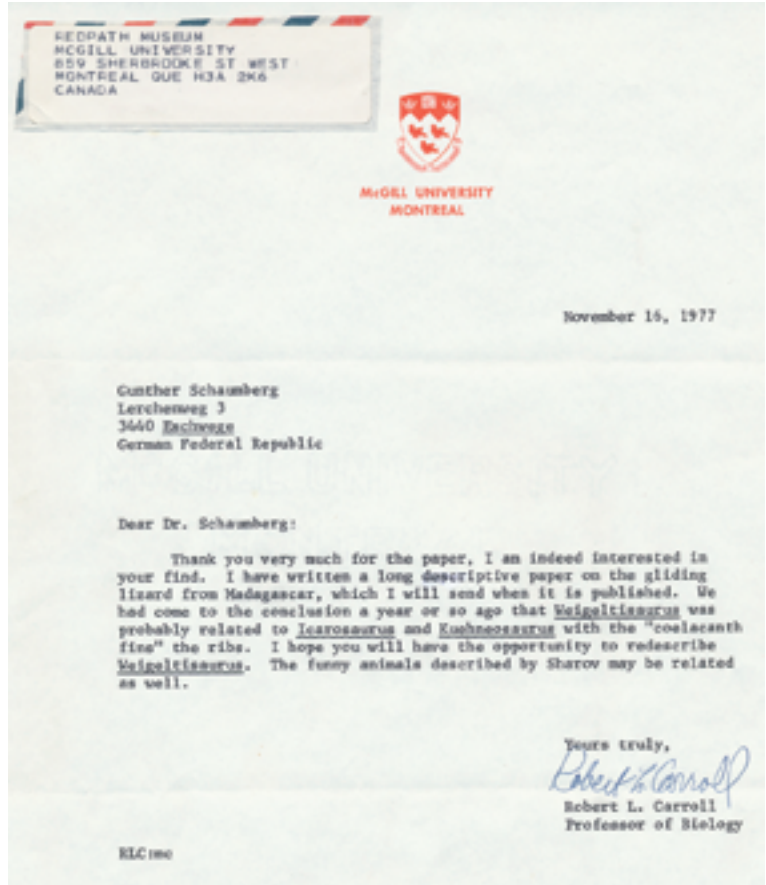 REDPATH MUSEUM
MCGILL UNIVERSITY
859 SHERBROOKE ST WEST
MONTREAL QUE H3A 2K6
CANADA
McGILL UNIVERSITY
MONTREAL
November 16, 1977
Gunther Schaumberg
Lerchenweg 3
3440 Eschwege
German Federal Republic
Dear Dr. Schaumberg:
Thank you very much for the paper, I am indeed interested in
your find. I have written a long descriptive paper on the gliding
lizard from Madagascar, which I will send when it is published. We
had come to the conclusion a year or so ago that Weigeltisaurus was
probably related to Icarosaurus and Kuehneosaurus with the "coelacanth
fins" the ribs. I hope you will have the opportunity to redescribe
Weigeltisaurus. The funny animals described by Sharov may be related
as well.
Yours truly,
Robert L. Carroll
Robert L. Carroll
Professor of Biology
RLC:mc